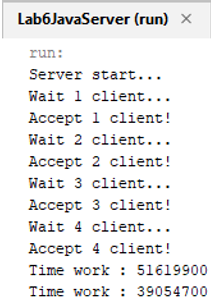 Lab6JavaServer (run) ×
run:
Server start...
Wait 1 client...
Accept 1 client!
Wait 2 client...
Accept 2 client!
Wait 3 client...
Accept 3 client!
Wait 4 client...
Accept 4 client!
Time work : 51619900
Time work : 39054700